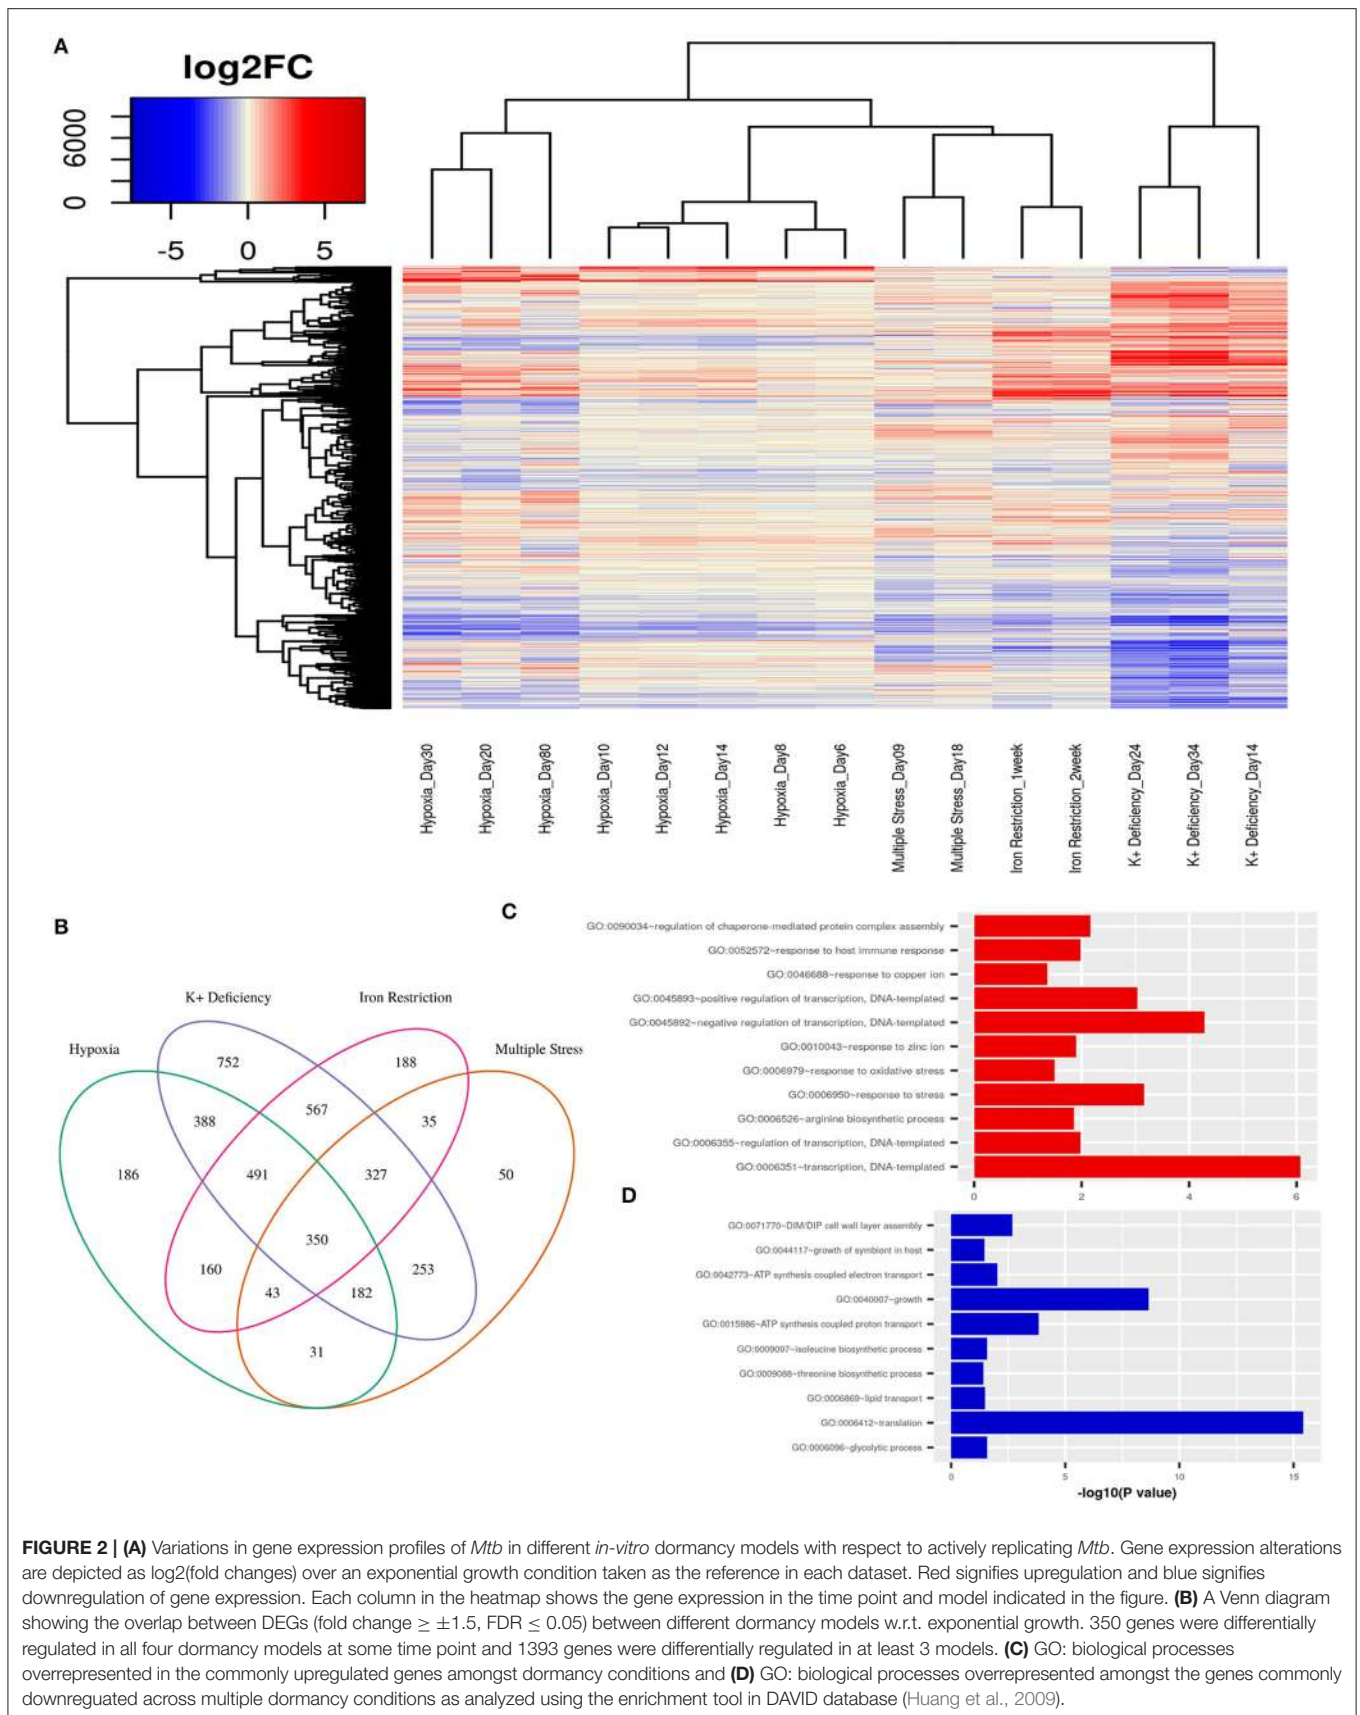 A
log2FC
6000
0
-5 0 5
Hypoxia_Day30
Hypoxia_Day20
Hypoxia_Day80
Hypoxia_Day10
Hypoxia_Day12
Hypoxia_Day14
Hypoxia_Day8
Hypoxia_Day6
Multiple Stress_Day09
Multiple Stress_Day18
Iron Restriction_1week
Iron Restriction_2week
K+ Deficiency_Day24
K+ Deficiency_Day34
K+ Deficiency_Day14
B
K+ Deficiency Iron Restriction
Hypoxia Multiple Stress
752 188
388 567 35
186 491 327 50
350
160 253
43 182
31
C
GO:0090034~regulation of chaperone-mediated protein complex assembly
GO:0052572~response to host immune response
GO:0046688~response to copper ion
GO:0045893~positive regulation of transcription, DNA-templated
GO:0045892~negative regulation of transcription, DNA-templated
GO:0010043~response to zinc ion
GO:0006979~response to oxidative stress
GO:0006950~response to stress
GO:0006526~arginine biosynthetic process
GO:0006355~regulation of transcription, DNA-templated
GO:0006351~transcription, DNA-templated
0 2 4 6
D
GO:0071770~DIM/DIP cell wall layer assembly
GO:0044117~growth of symbiont in host
GO:0042773~ATP synthesis coupled electron transport
GO:0040007~growth
GO:0015986~ATP synthesis coupled proton transport
GO:0009097~isoleucine biosynthetic process
GO:0009088~threonine biosynthetic process
GO:0006869~lipid transport
GO:0006412~translation
GO:0006096~glycolytic process
0 5 10 15
-log10(P value)
FIGURE 2 | (A) Variations in gene expression profiles of Mtb in different in-vitro dormancy models with respect to actively replicating Mtb. Gene expression alterations
are depicted as log2(fold changes) over an exponential growth condition taken as the reference in each dataset. Red signifies upregulation and blue signifies
downregulation of gene expression. Each column in the heatmap shows the gene expression in the time point and model indicated in the figure. (B) A Venn diagram
showing the overlap between DEGs (fold change ≥ ±1.5, FDR ≤ 0.05) between different dormancy models w.r.t. exponential growth. 350 genes were differentially
regulated in all four dormancy models at some time point and 1393 genes were differentially regulated in at least 3 models. (C) GO: biological processes
overrepresented in the commonly upregulated genes amongst dormancy conditions and (D) GO: biological processes overrepresented amongst the genes commonly
downreguated across multiple dormancy conditions as analyzed using the enrichment tool in DAVID database (Huang et al., 2009).